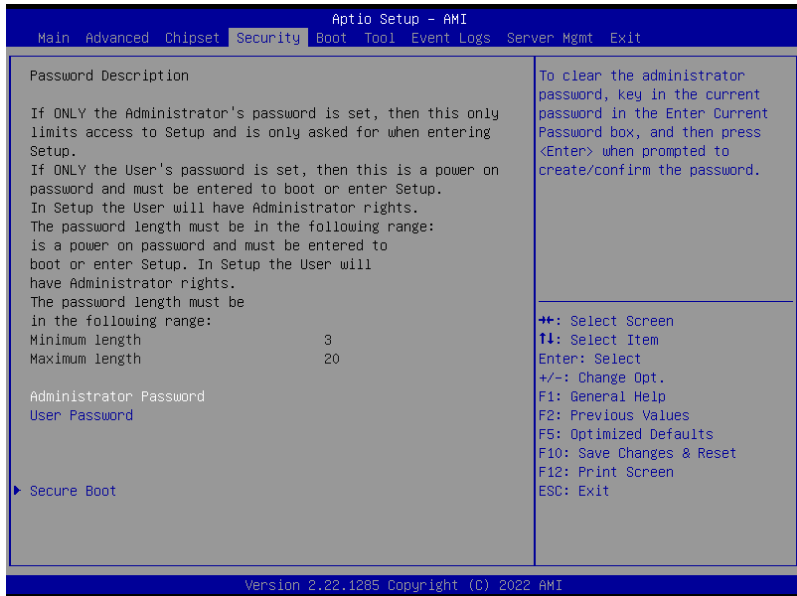 Aptio Setup – AMI
Main Advanced Chipset Security Boot Tool Event Logs Server Mgmt Exit
Password Description
If ONLY the Administrator's password is set, then this only
limits access to Setup and is only asked for when entering
Setup.
If ONLY the User's password is set, then this is a power on
password and must be entered to boot or enter Setup.
In Setup the User will have Administrator rights.
The password length must be in the following range:
is a power on password and must be entered to
boot or enter Setup. In Setup the User will
have Administrator rights.
The password length must be
in the following range:
Minimum length 3
Maximum length 20
Administrator Password
User Password
Secure Boot
To clear the administrator
password, key in the current
password in the Enter Current
Password box, and then press
<Enter> when prompted to
create/confirm the password.
→←: Select Screen
↑↓: Select Item
Enter: Select
+/-: Change Opt.
F1: General Help
F2: Previous Values
F5: Optimized Defaults
F10: Save Changes & Reset
F12: Print Screen
ESC: Exit
Version 2.22.1285 Copyright (C) 2022 AMI